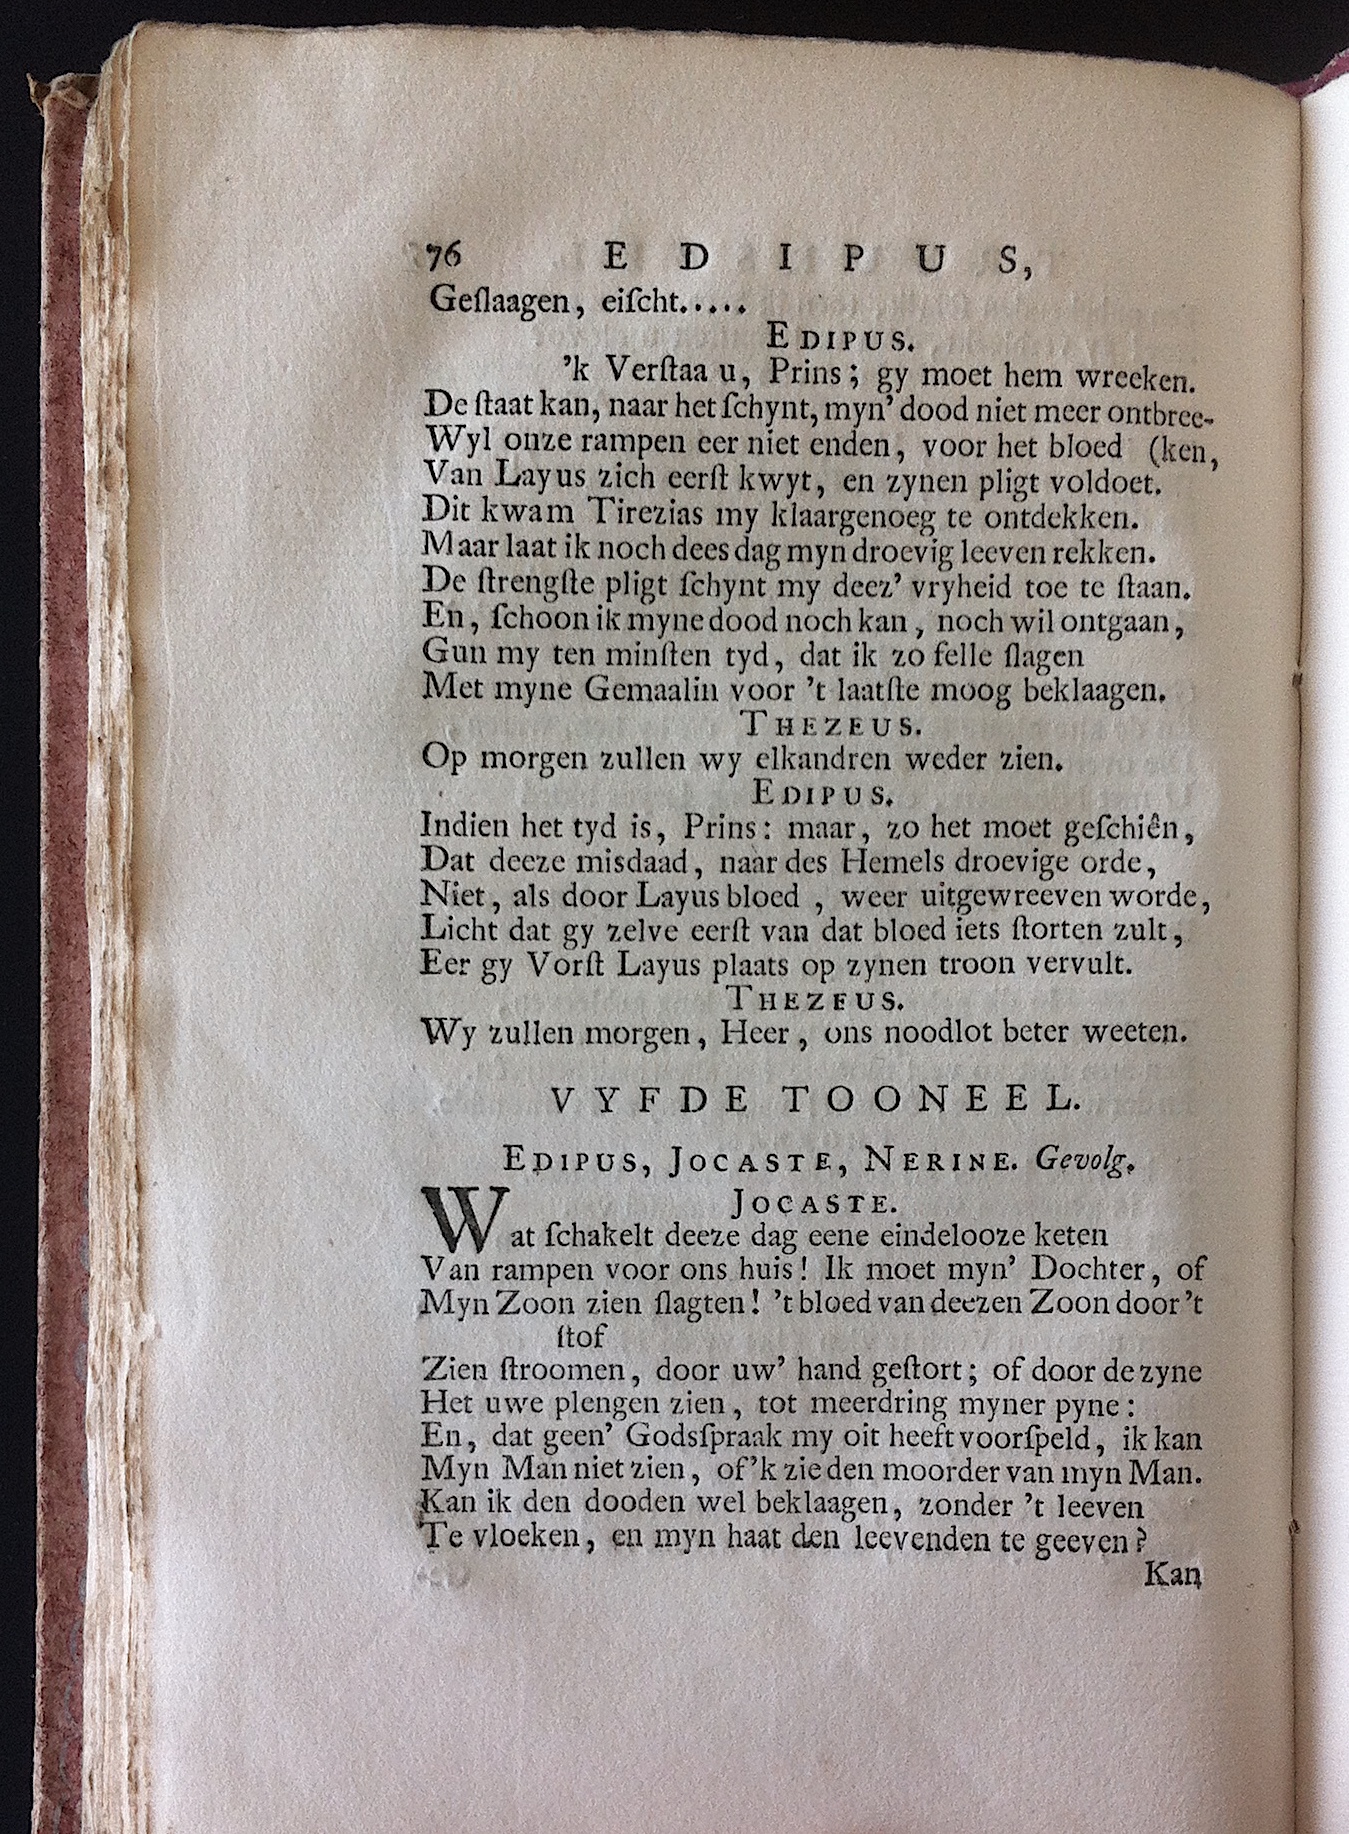 76 EDIPUS,
Geſlaagen, eiſcht.....
EDIPUS.
'k Verſtaa u, Prins; gy moet hem wreeken.
De ſtaat kan, naar het ſchynt, myn' dood niet meer ontbree-
Wyl onze rampen eer niet enden, voor het bloed (ken,
Van Layus zich eerſt kwyt, en zynen pligt voldoet.
Dit kwam Tirezias my klaargenoeg te ontdekken.
Maar laat ik noch dees dag myn droevig leeven rekken.
De ſtrengſte pligt ſchynt my deez' vryheid toe te ſtaan.
En, ſchoon ik myne dood noch kan, noch wil ontgaan,
Gun my ten minſten tyd, dat ik zo felle ſlagen
Met myne Gemaalin voor 't laatſte moog beklaagen.
THEZEUS.
Op morgen zullen wy elkandren weder zien.
EDIPUS.
Indien het tyd is, Prins: maar, zo het moet geſchiên,
Dat deeze misdaad, naar des Hemels droevige orde,
Niet, als door Layus bloed, weer uitgewreeven worde,
Licht dat gy zelve eerſt van dat bloed iets ſtorten zult,
Eer gy Vorſt Layus plaats op zynen troon vervult.
THEZEUS.
Wy zullen morgen, Heer, ons noodlot beter weeten.
VYFDE TOONEEL.
EDIPUS, JOCASTE, NERINE. Gevolg.
JOCASTE.
Wat ſchakelt deeze dag eene eindelooze keten
Van rampen voor ons huis! Ik moet myn' Dochter, of
Myn Zoon zien ſlagten! 't bloed van deezen Zoon door 't
ſtof
Zien ſtroomen, door uw' hand geſtort; of door de zyne
Het uwe plengen zien, tot meerdring myner pyne:
En, dat geen' Godsſpraak my oit heeft voorſpeld, ik kan
Myn Man niet zien, of 'k zie den moorder van myn Man.
Kan ik den dooden wel beklaagen, zonder 't leeven
Te vloeken, en myn haat den leevenden te geeven?
Kan